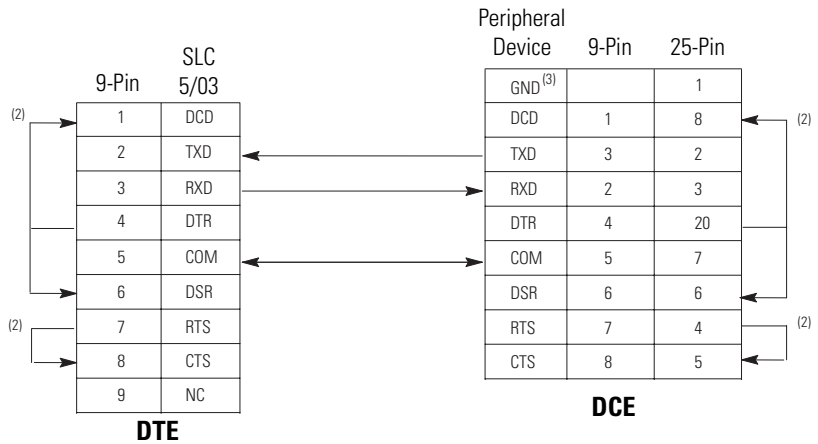 Peripheral
Device 9-Pin 25-Pin
SLC
9-Pin 5/03
GND(3) 1
(2) 1 DCD
DCD 1 8 (2)
2 TXD
TXD 3 2
3 RXD
RXD 2 3
4 DTR
DTR 4 20
5 COM
COM 5 7
6 DSR
DSR 6 6
(2) 7 RTS
RTS 7 4 (2)
8 CTS
CTS 8 5
9 NC
DCE
DTE